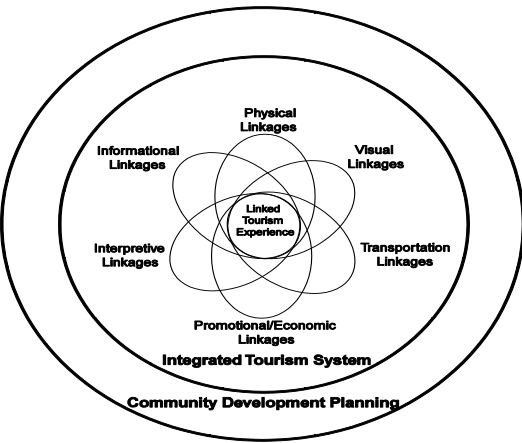 Physical
Linkages
Informational
Linkages
Visual
Linkages
Linked
Tourism
Experience
Interpretive
Linkages
Transportation
Linkages
Promotional/Economic
Linkages
Integrated Tourism System
Community Development Planning